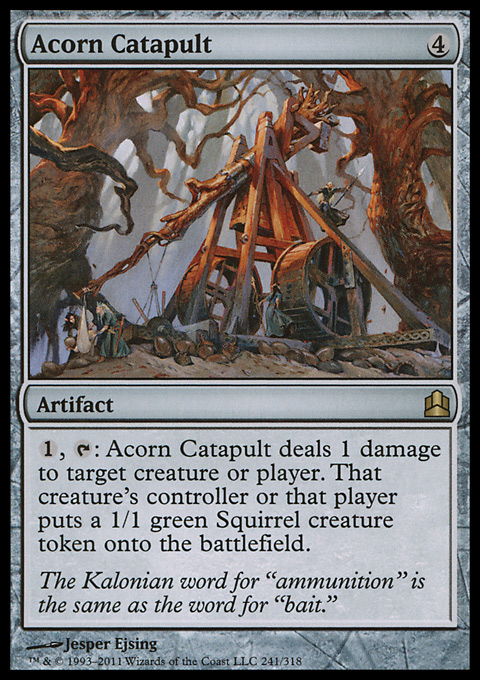 Acorn Catapult 4
Artifact
1, : Acorn Catapult deals 1 damage
to target creature or player. That
creature's controller or that player
puts a 1/1 green Squirrel creature
token onto the battlefield.
The Kalonian word for “ammunition” is
the same as the word for “bait.”
Jesper Ejsing
™ & © 1993–2011 Wizards of the Coast LLC 241/318